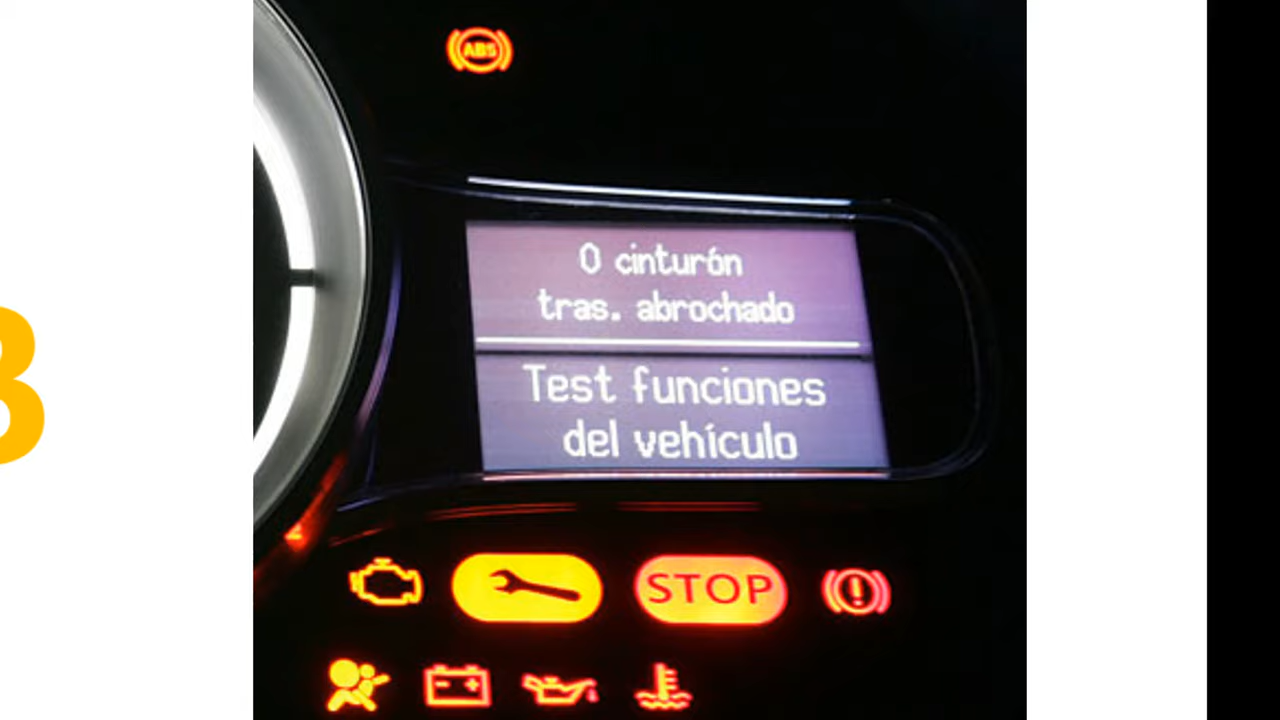 ABS
0 cinturón
tras. abrochado
Test funciones
del vehículo
STOP